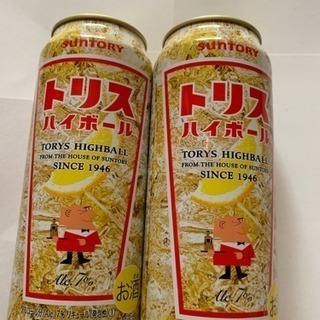 SUNTORY
トリス
ハイボール
TORYS HIGHBALL
FROM THE HOUSE OF SUNTORY
SINCE 1946
Alc.7%
お酒
SUNTORY
トリス
ハイボール
TORYS HIGHBALL
FROM THE HOUSE OF SUNTORY
SINCE 1946
Alc.7%
お酒